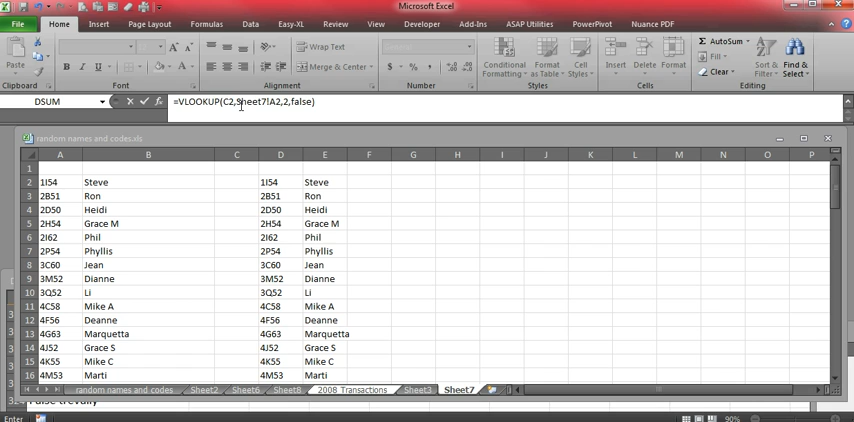 Microsoft Excel
File Home Insert Page Layout Formulas Data Easy-XL Review View Developer Add-Ins ASAP Utilities PowerPivot Nuance PDF
Paste
B I U A A
Wrap Text
Merge & Center
$ % ,
Conditional Formatting Format as Table Cell Styles
Insert Delete Format
Σ AutoSum
Fill
Clear
Sort & Filter Find & Select
Clipboard Font Alignment Number Styles Cells Editing
DSUM fx =VLOOKUP(C2,Sheet7!A2,2,false)
random names and codes.xls
A B C D E F G H I J K L M N O P
1
2 1I54 Steve 1I54 Steve
3 2B51 Ron 2B51 Ron
4 2D50 Heidi 2D50 Heidi
5 2H54 Grace M 2H54 Grace M
6 2I62 Phil 2I62 Phil
7 2P54 Phyllis 2P54 Phyllis
8 3C60 Jean 3C60 Jean
9 3M52 Dianne 3M52 Dianne
10 3Q52 Li 3Q52 Li
11 4C58 Mike A 4C58 Mike A
12 4F56 Deanne 4F56 Deanne
13 4G63 Marquetta 4G63 Marquetta
14 4J52 Grace S 4J52 Grace S
15 4K55 Mike C 4K55 Mike C
16 4M53 Marti 4M53 Marti
random names and codes Sheet2 Sheet6 Sheet8 2008 Transactions Sheet3 Sheet7
False trevally
Enter 90%